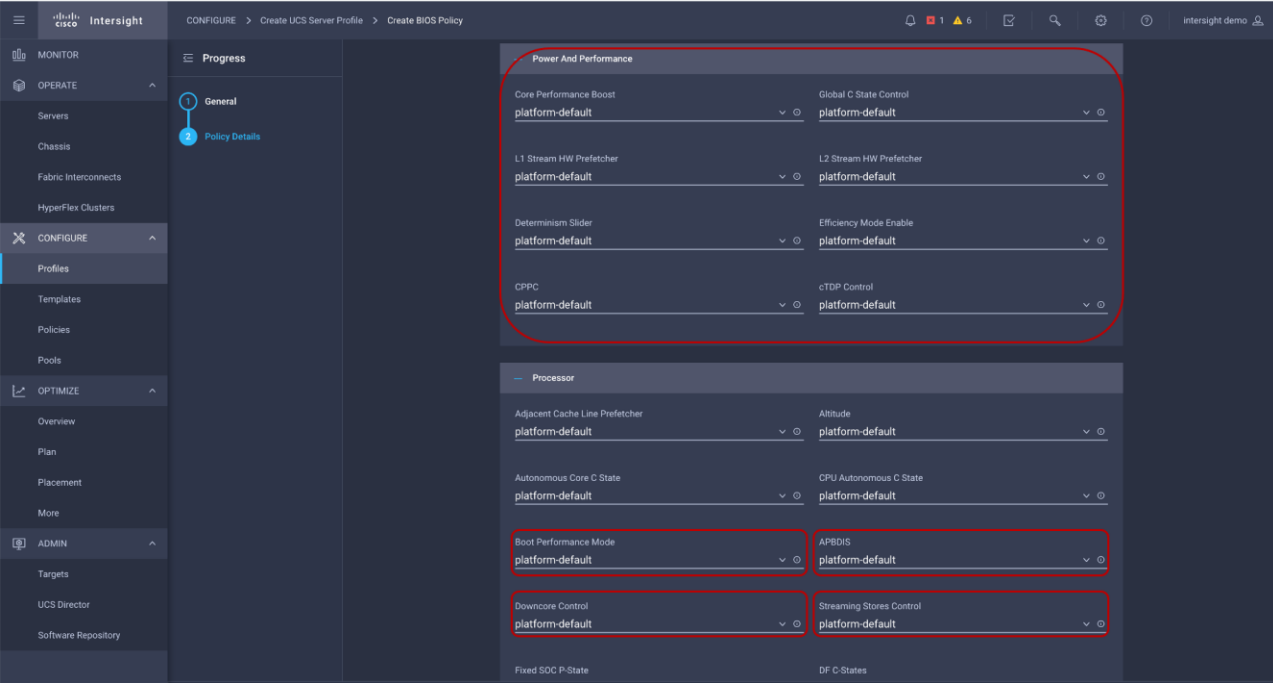 cisco Intersight
CONFIGURE > Create UCS Server Profile > Create BIOS Policy
1 6
intersight demo
MONITOR
OPERATE
Servers
Chassis
Fabric Interconnects
HyperFlex Clusters
CONFIGURE
Profiles
Templates
Policies
Pools
OPTIMIZE
Overview
Plan
Placement
More
ADMIN
Targets
UCS Director
Software Repository
Progress
1 General
2 Policy Details
Power And Performance
Core Performance Boost Global C State Control
platform-default platform-default
L1 Stream HW Prefetcher L2 Stream HW Prefetcher
platform-default platform-default
Determinism Slider Efficiency Mode Enable
platform-default platform-default
CPPC cTDP Control
platform-default platform-default
Processor
Adjacent Cache Line Prefetcher Altitude
platform-default platform-default
Autonomous Core C State CPU Autonomous C State
platform-default platform-default
Boot Performance Mode APBDIS
platform-default platform-default
Downcore Control Streaming Stores Control
platform-default platform-default
Fixed SOC P-State DF C-States